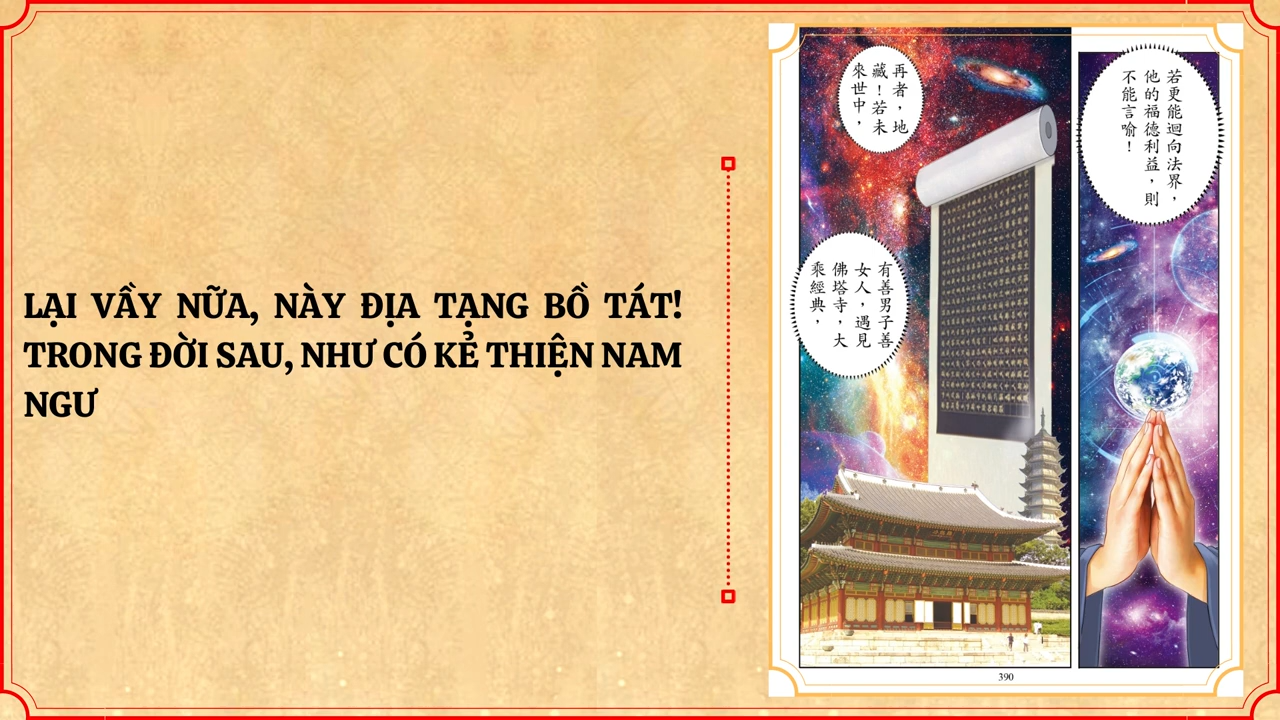 LẠI VẦY NỮA, NÀY ĐỊA TẠNG BỒ TÁT!
TRONG ĐỜI SAU, NHƯ CÓ KẺ THIỆN NAM
NGƯ
若更能迴向法界，
他的福德利益，則
不能言喻！
再者，地
藏！若未
來世中，
有善男子善
女人，遇見
佛塔寺，大
乘經典，
390